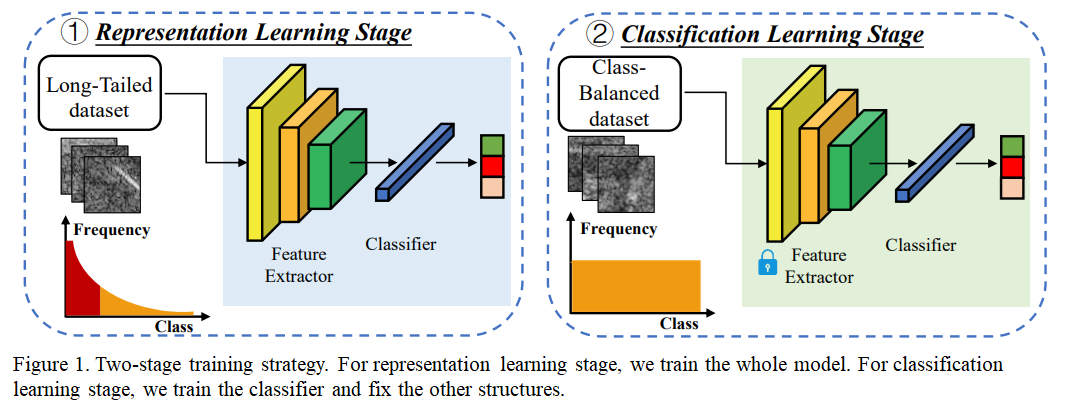 ① Representation Learning Stage
Long-Tailed
dataset
Frequency
Class
Feature
Extractor
Classifier
② Classification Learning Stage
Class-
Balanced
dataset
Frequency
Class
Feature
Extractor
Classifier
Figure 1. Two-stage training strategy. For representation learning stage, we train the whole model. For classification
learning stage, we train the classifier and fix the other structures.